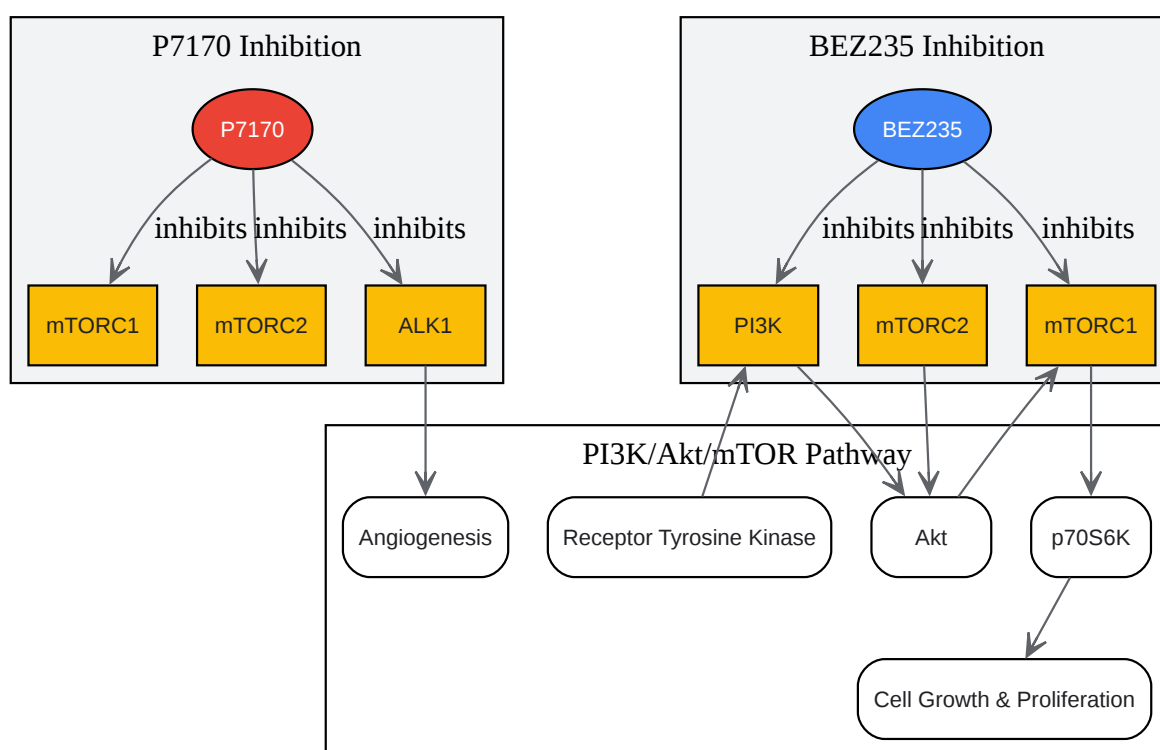 P7170 Inhibition
BEZ235 Inhibition
P7170
BEZ235
inhibits
inhibits
inhibits
inhibits
inhibits
inhibits
mTORC1
mTORC2
ALK1
PI3K
mTORC2
mTORC1
PI3K/Akt/mTOR Pathway
Angiogenesis
Receptor Tyrosine Kinase
Akt
p70S6K
Cell Growth & Proliferation